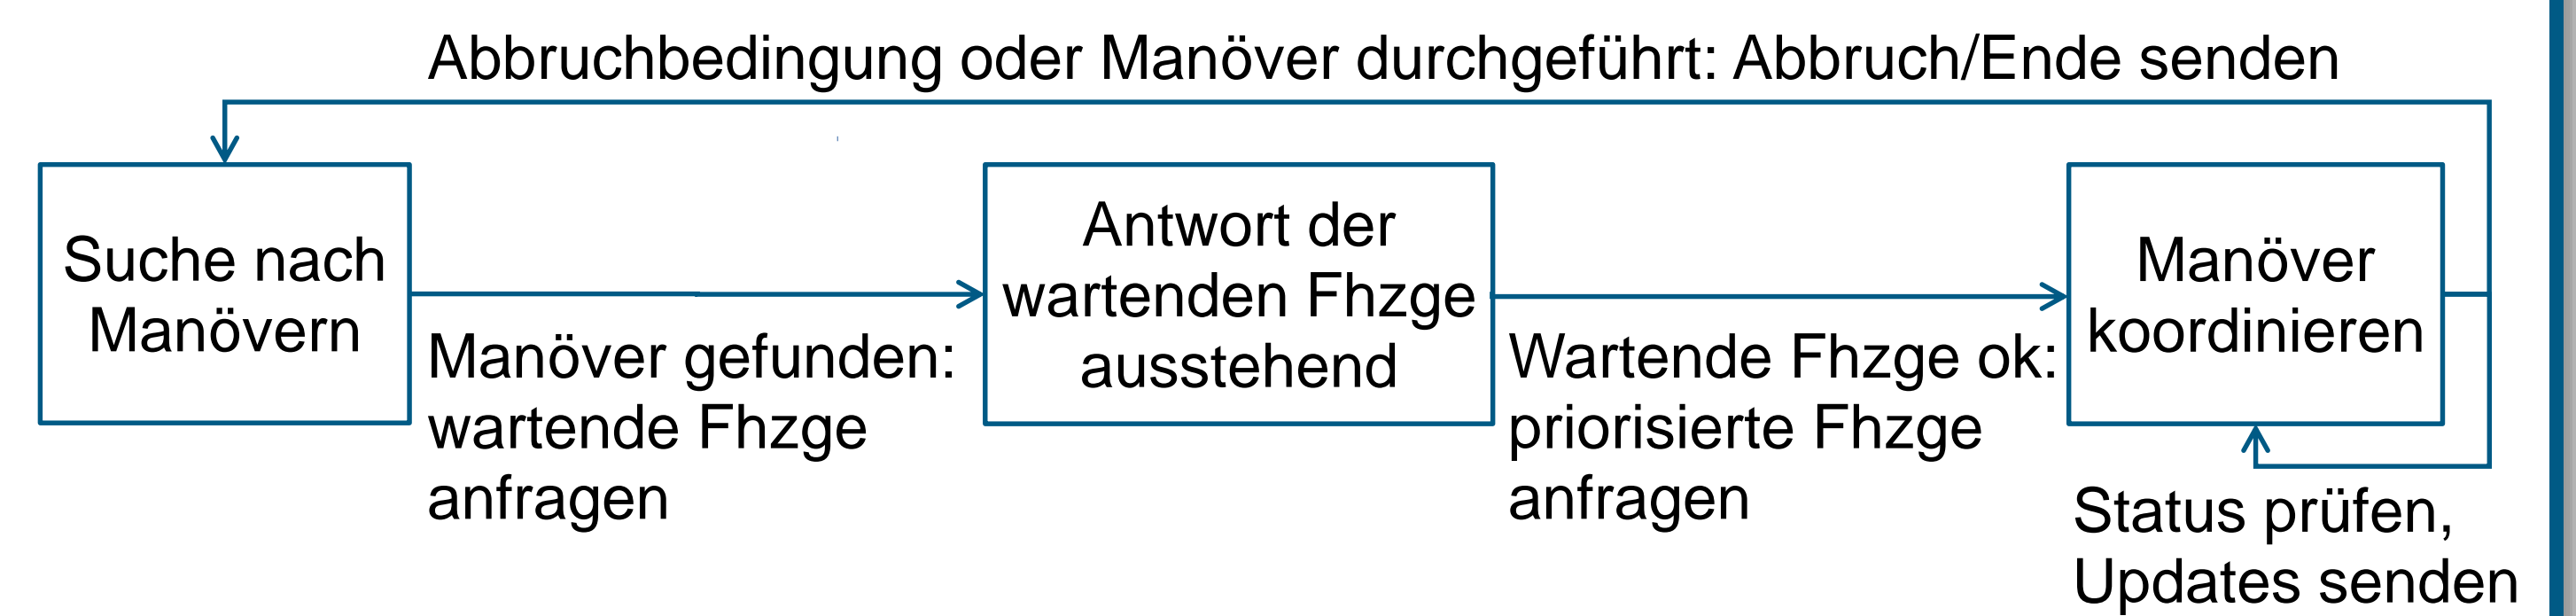 Abbruchbedingung oder Manöver durchgeführt: Abbruch/Ende senden
Suche nach
Manövern
Manöver gefunden:
wartende Fhzge
anfragen
Antwort der
wartenden Fhzge
ausstehend
Wartende Fhzge ok:
priorisierte Fhzge
anfragen
Manöver
koordinieren
Status prüfen,
Updates senden